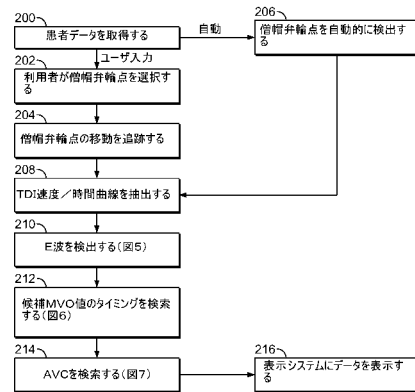 200
患者データを取得する
自動
206
僧帽弁輪点を自動的に検出す
る
ユーザ入力
202
利用者が僧帽弁輪点を選択す
る
204
僧帽弁輪点の移動を追跡する
208
TDI速度／時間曲線を抽出する
210
E波を検出する(図5)
212
候補MVO値のタイミングを検索
する(図6)
214
AVCを検索する(図7)
216
表示システムにデータを表示す
る